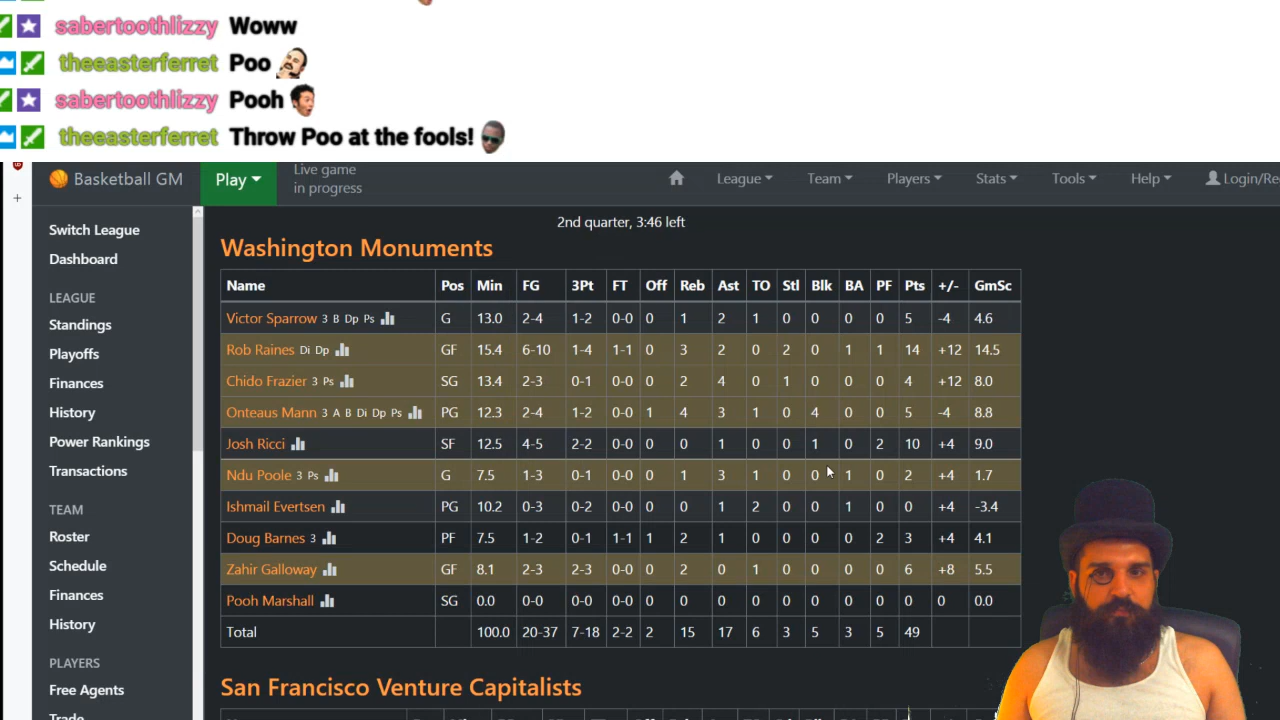 sabertoothlizzy Woww
theeasterferret Poo
sabertoothlizzy Pooh
theeasterferret Throw Poo at the fools!
Basketball GM Play Live game in progress League Team Players Stats Tools Help Login/Re
2nd quarter, 3:46 left
Switch League
Dashboard
LEAGUE
Standings
Playoffs
Finances
History
Power Rankings
Transactions
TEAM
Roster
Schedule
Finances
History
PLAYERS
Free Agents
Trade
Washington Monuments
Name Pos Min FG 3Pt FT Off Reb Ast TO Stl Blk BA PF Pts +/- GmSc
Victor Sparrow 3 B Dp Ps G 13.0 2-4 1-2 0-0 0 1 2 1 0 0 0 0 5 -4 4.6
Rob Raines Di Dp GF 15.4 6-10 1-4 1-1 0 3 2 0 2 0 1 1 14 +12 14.5
Chido Frazier 3 Ps SG 13.4 2-3 0-1 0-0 0 2 4 0 1 0 0 0 4 +12 8.0
Onteaus Mann 3 A B Di Dp Ps PG 12.3 2-4 1-2 0-0 1 4 3 1 0 4 0 0 5 -4 8.8
Josh Ricci SF 12.5 4-5 2-2 0-0 0 0 1 0 0 1 0 2 10 +4 9.0
Ndu Poole 3 Ps G 7.5 1-3 0-1 0-0 0 1 3 1 0 0 1 0 2 +4 1.7
Ishmail Evertsen PG 10.2 0-3 0-2 0-0 0 0 1 2 0 0 1 0 0 +4 -3.4
Doug Barnes 3 PF 7.5 1-2 0-1 1-1 1 2 1 0 0 0 0 2 3 +4 4.1
Zahir Galloway GF 8.1 2-3 2-3 0-0 0 2 0 1 0 0 0 0 6 +8 5.5
Pooh Marshall SG 0.0 0-0 0-0 0-0 0 0 0 0 0 0 0 0 0 0 0.0
Total 100.0 20-37 7-18 2-2 2 15 17 6 3 5 3 5 49
San Francisco Venture Capitalists